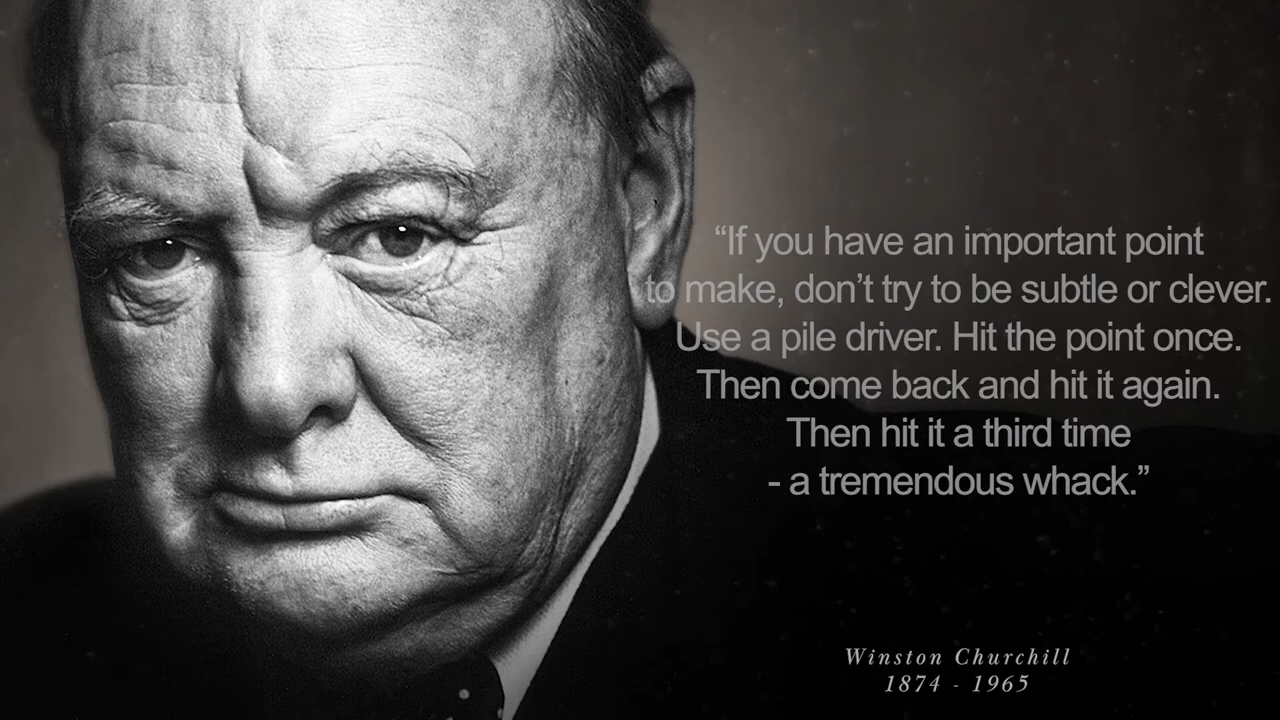 “If you have an important point
to make, don’t try to be subtle or clever.
Use a pile driver. Hit the point once.
Then come back and hit it again.
Then hit it a third time
- a tremendous whack.”
Winston Churchill
1874 - 1965